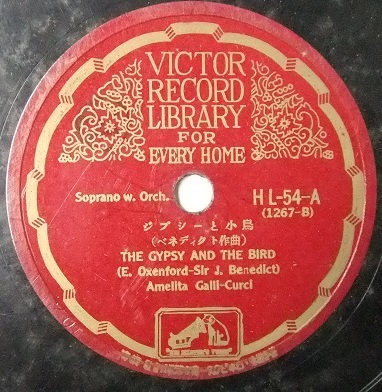 VICTOR
RECORD
LIBRARY
FOR
EVERY HOME
Soprano w. Orch.
HL-54-A
(1267-B)
ジプシーと小鳥
(ベネディクト作曲)
THE GYPSY AND THE BIRD
(E. Oxenford-Sir J. Benedict)
Amelita Galli-Curci